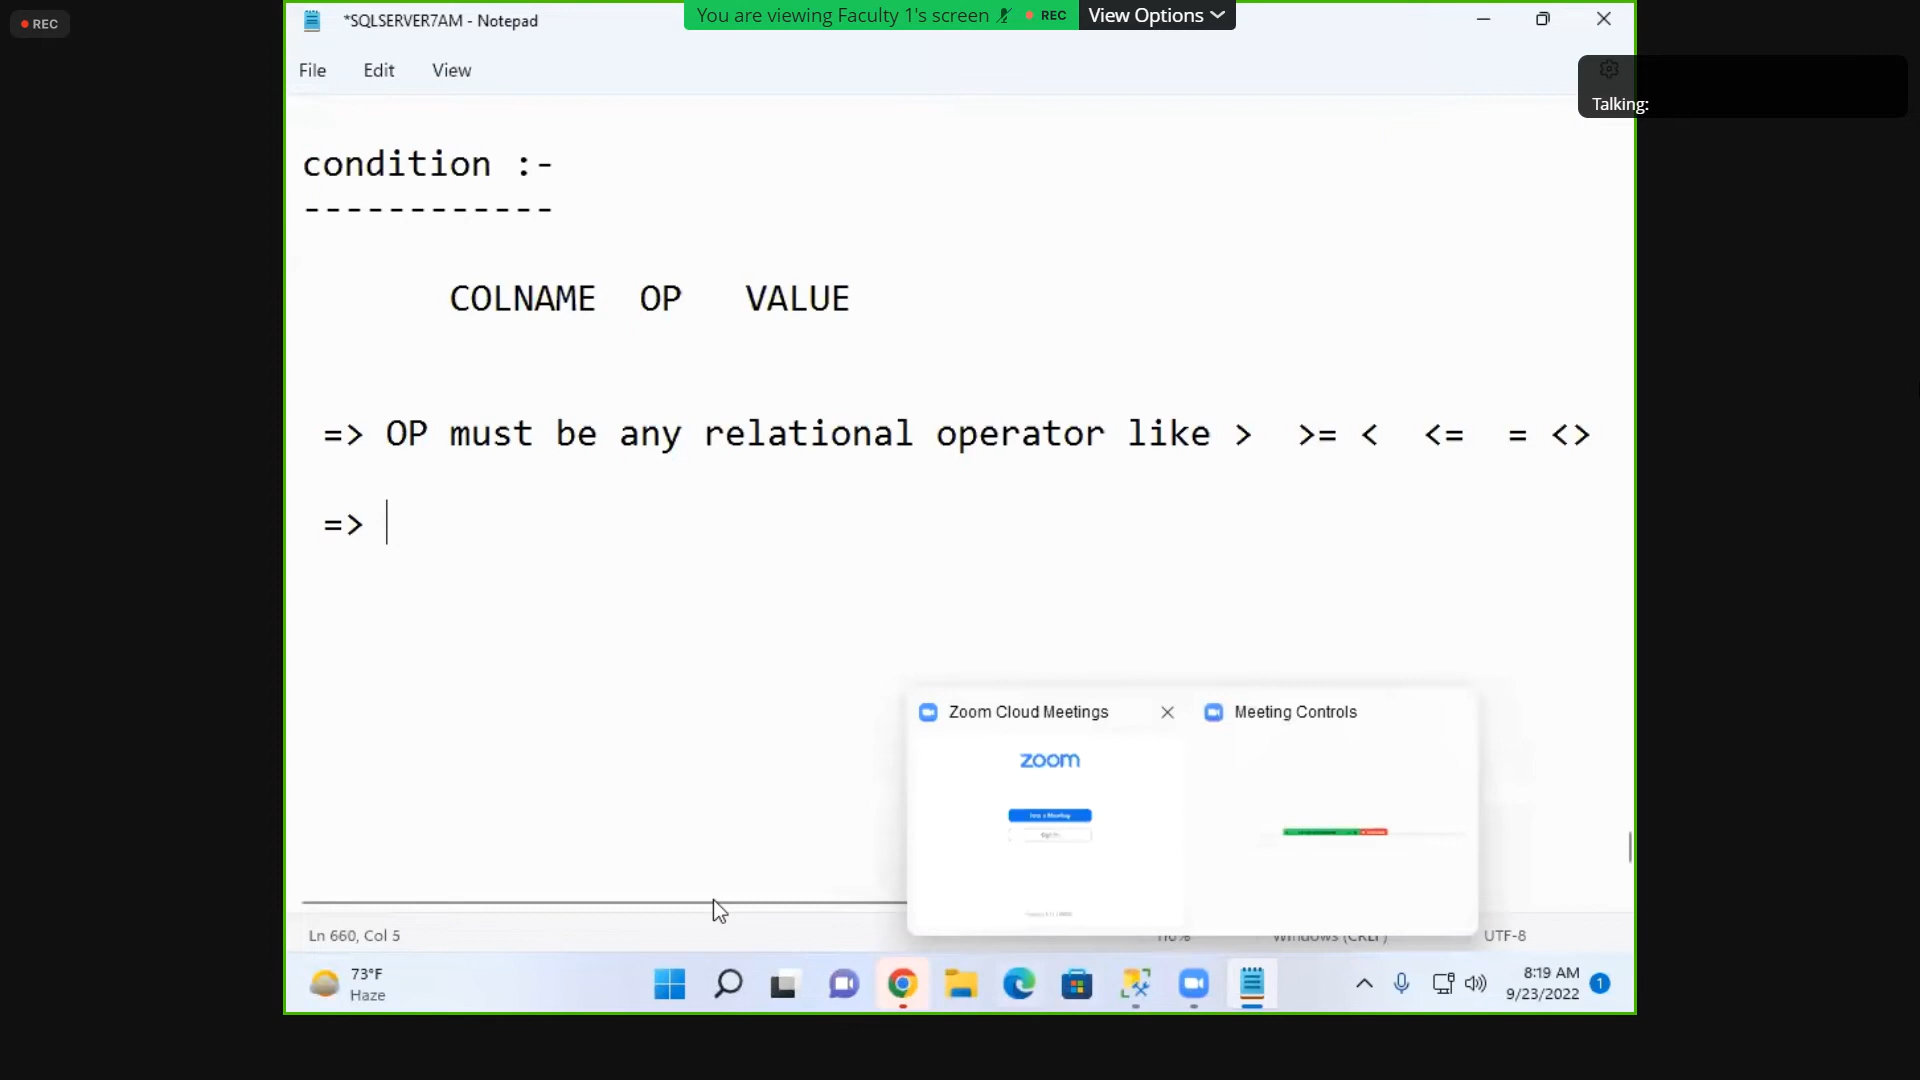 REC
*SQLSERVER7AM - Notepad
You are viewing Faculty 1's screen
REC
View Options
File Edit View
Talking:
condition :-
------------
COLNAME OP VALUE
=> OP must be any relational operator like > >= < <= = <>
=>
Zoom Cloud Meetings
Meeting Controls
zoom
Ln 660, Col 5
UTF-8
73°F
Haze
8:19 AM
9/23/2022
1